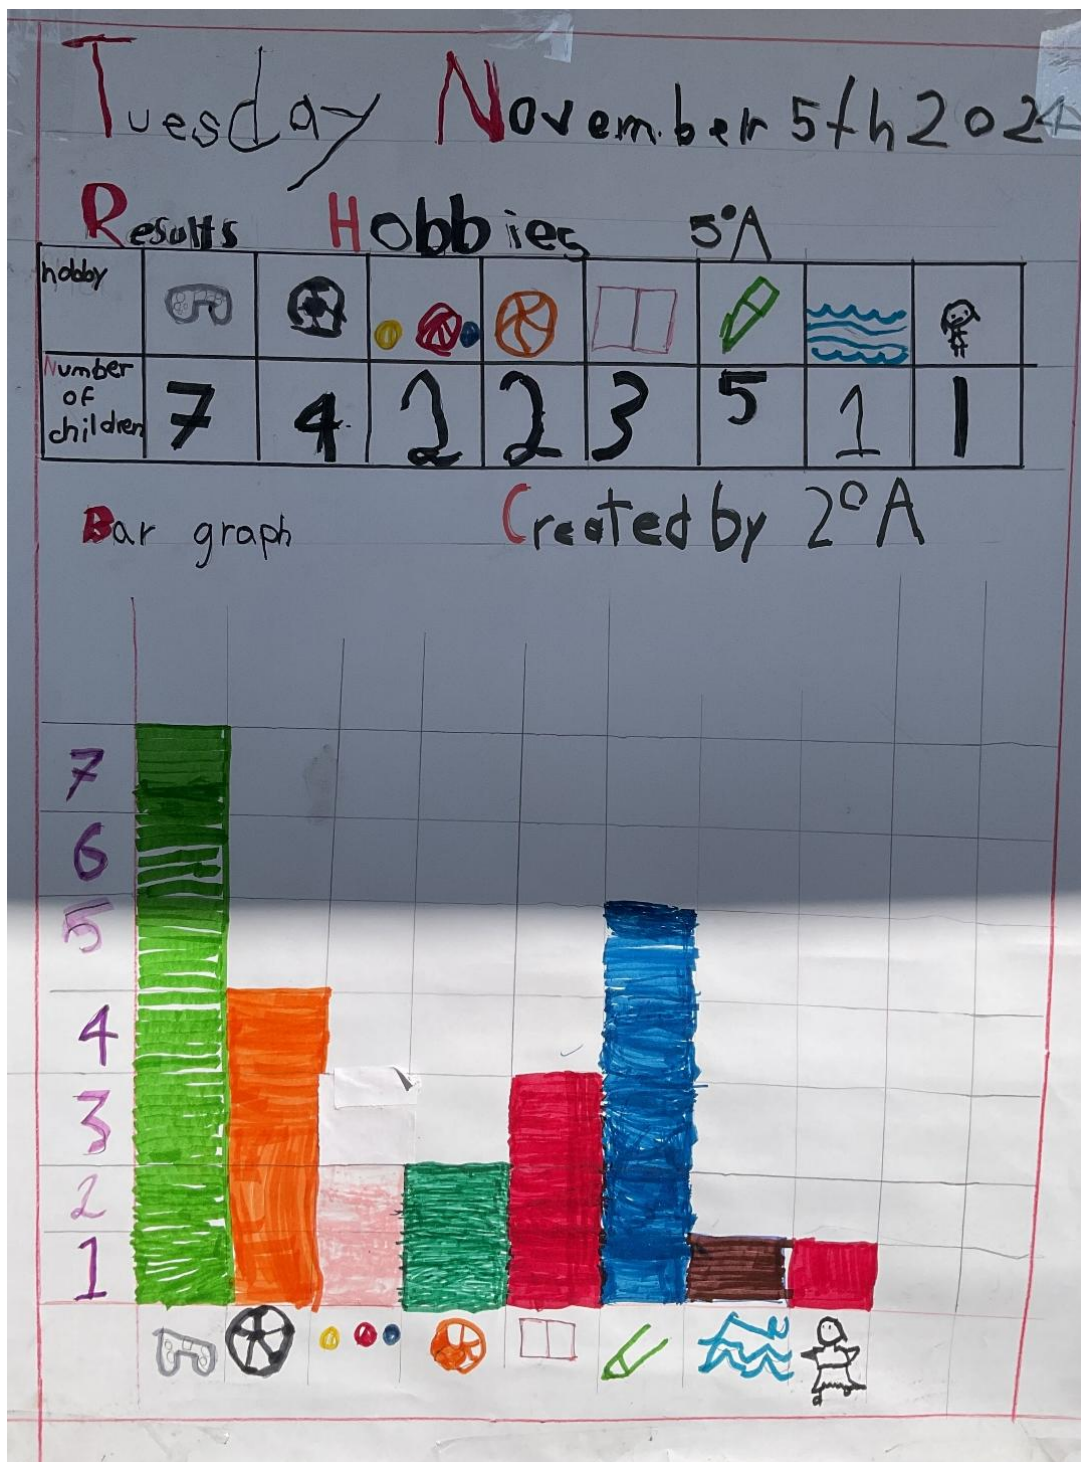 Tuesday November 5th 2024
Results Hobbies 5°A
hobby
Number of children 7 4 2 2 3 5 1 1
Bar graph Created by 2°A
7
6
5
4
3
2
1